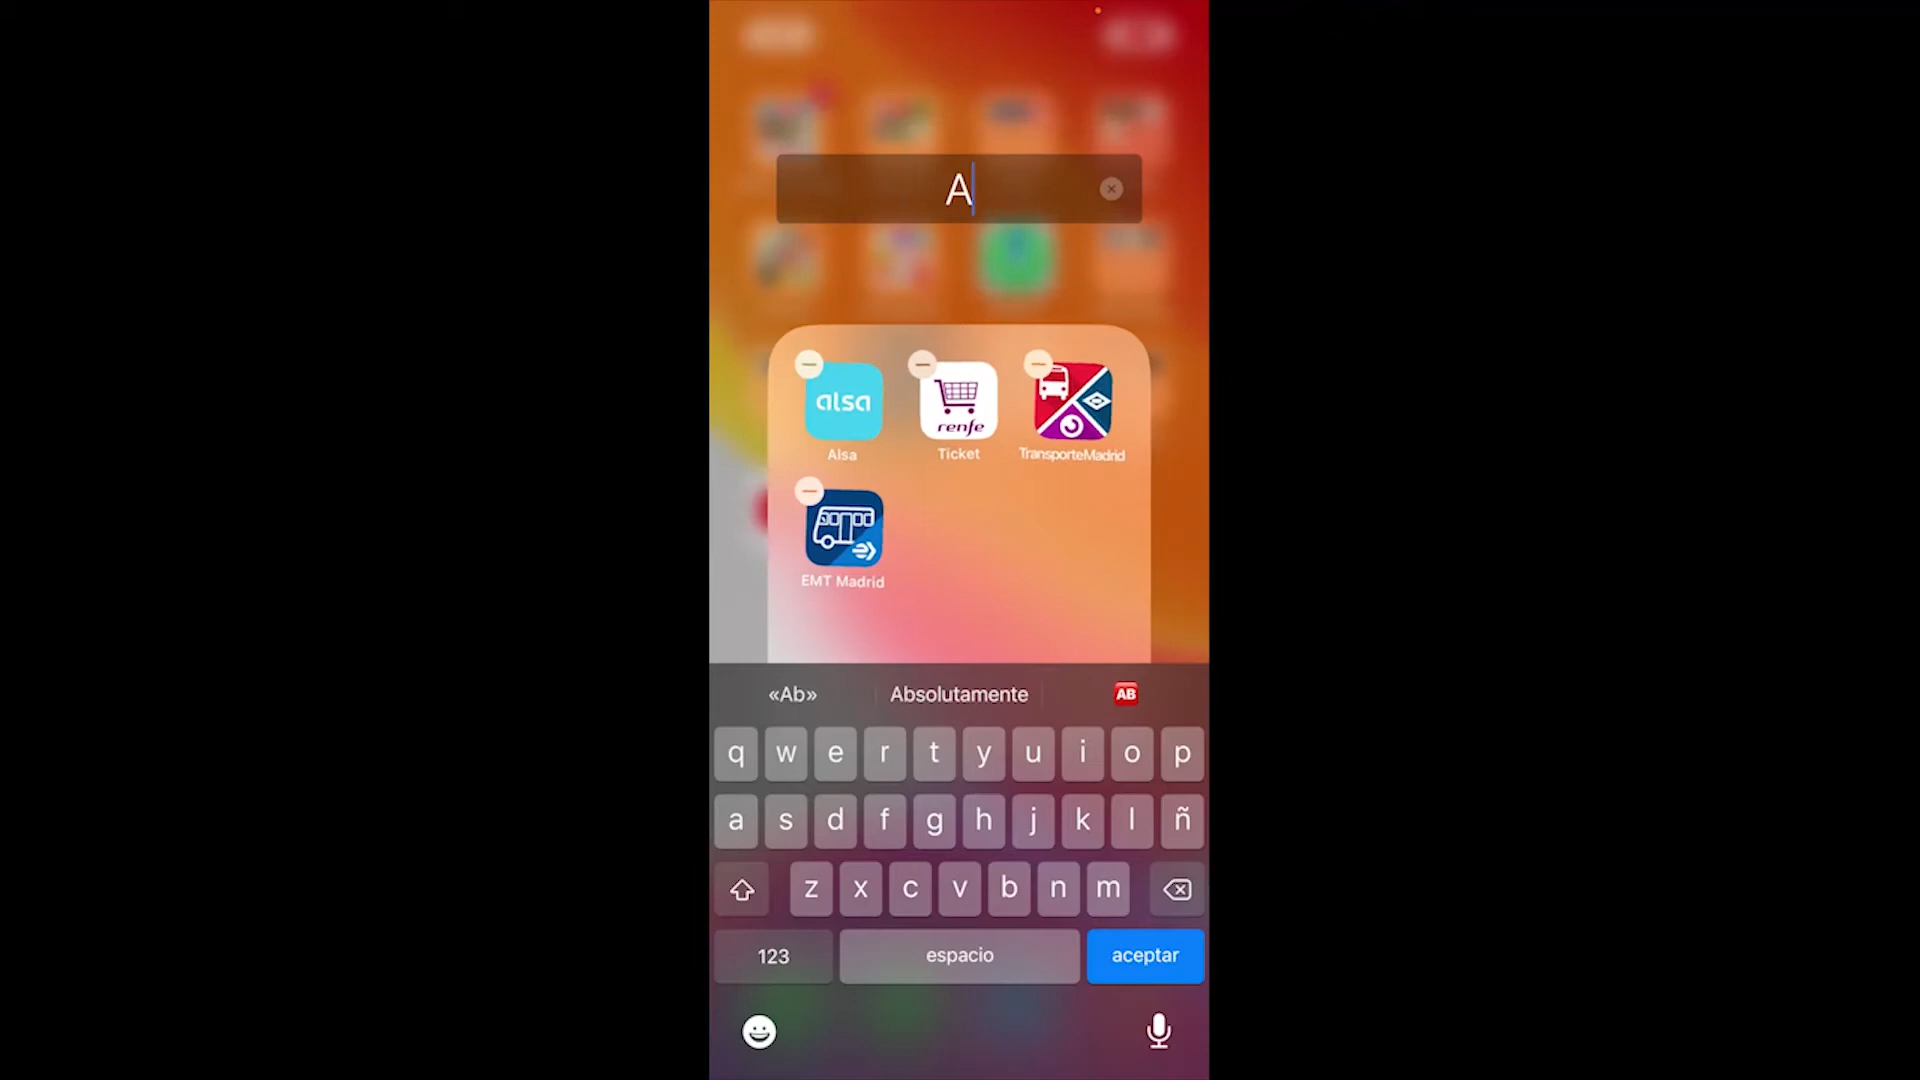 A
alsa
renfe
Alsa
Ticket
TransporteMadrid
EMT Madrid
«Ab»
Absolutamente
AB
q w e r t y u i o p
a s d f g h j k l ñ
z x c v b n m
123
espacio
aceptar